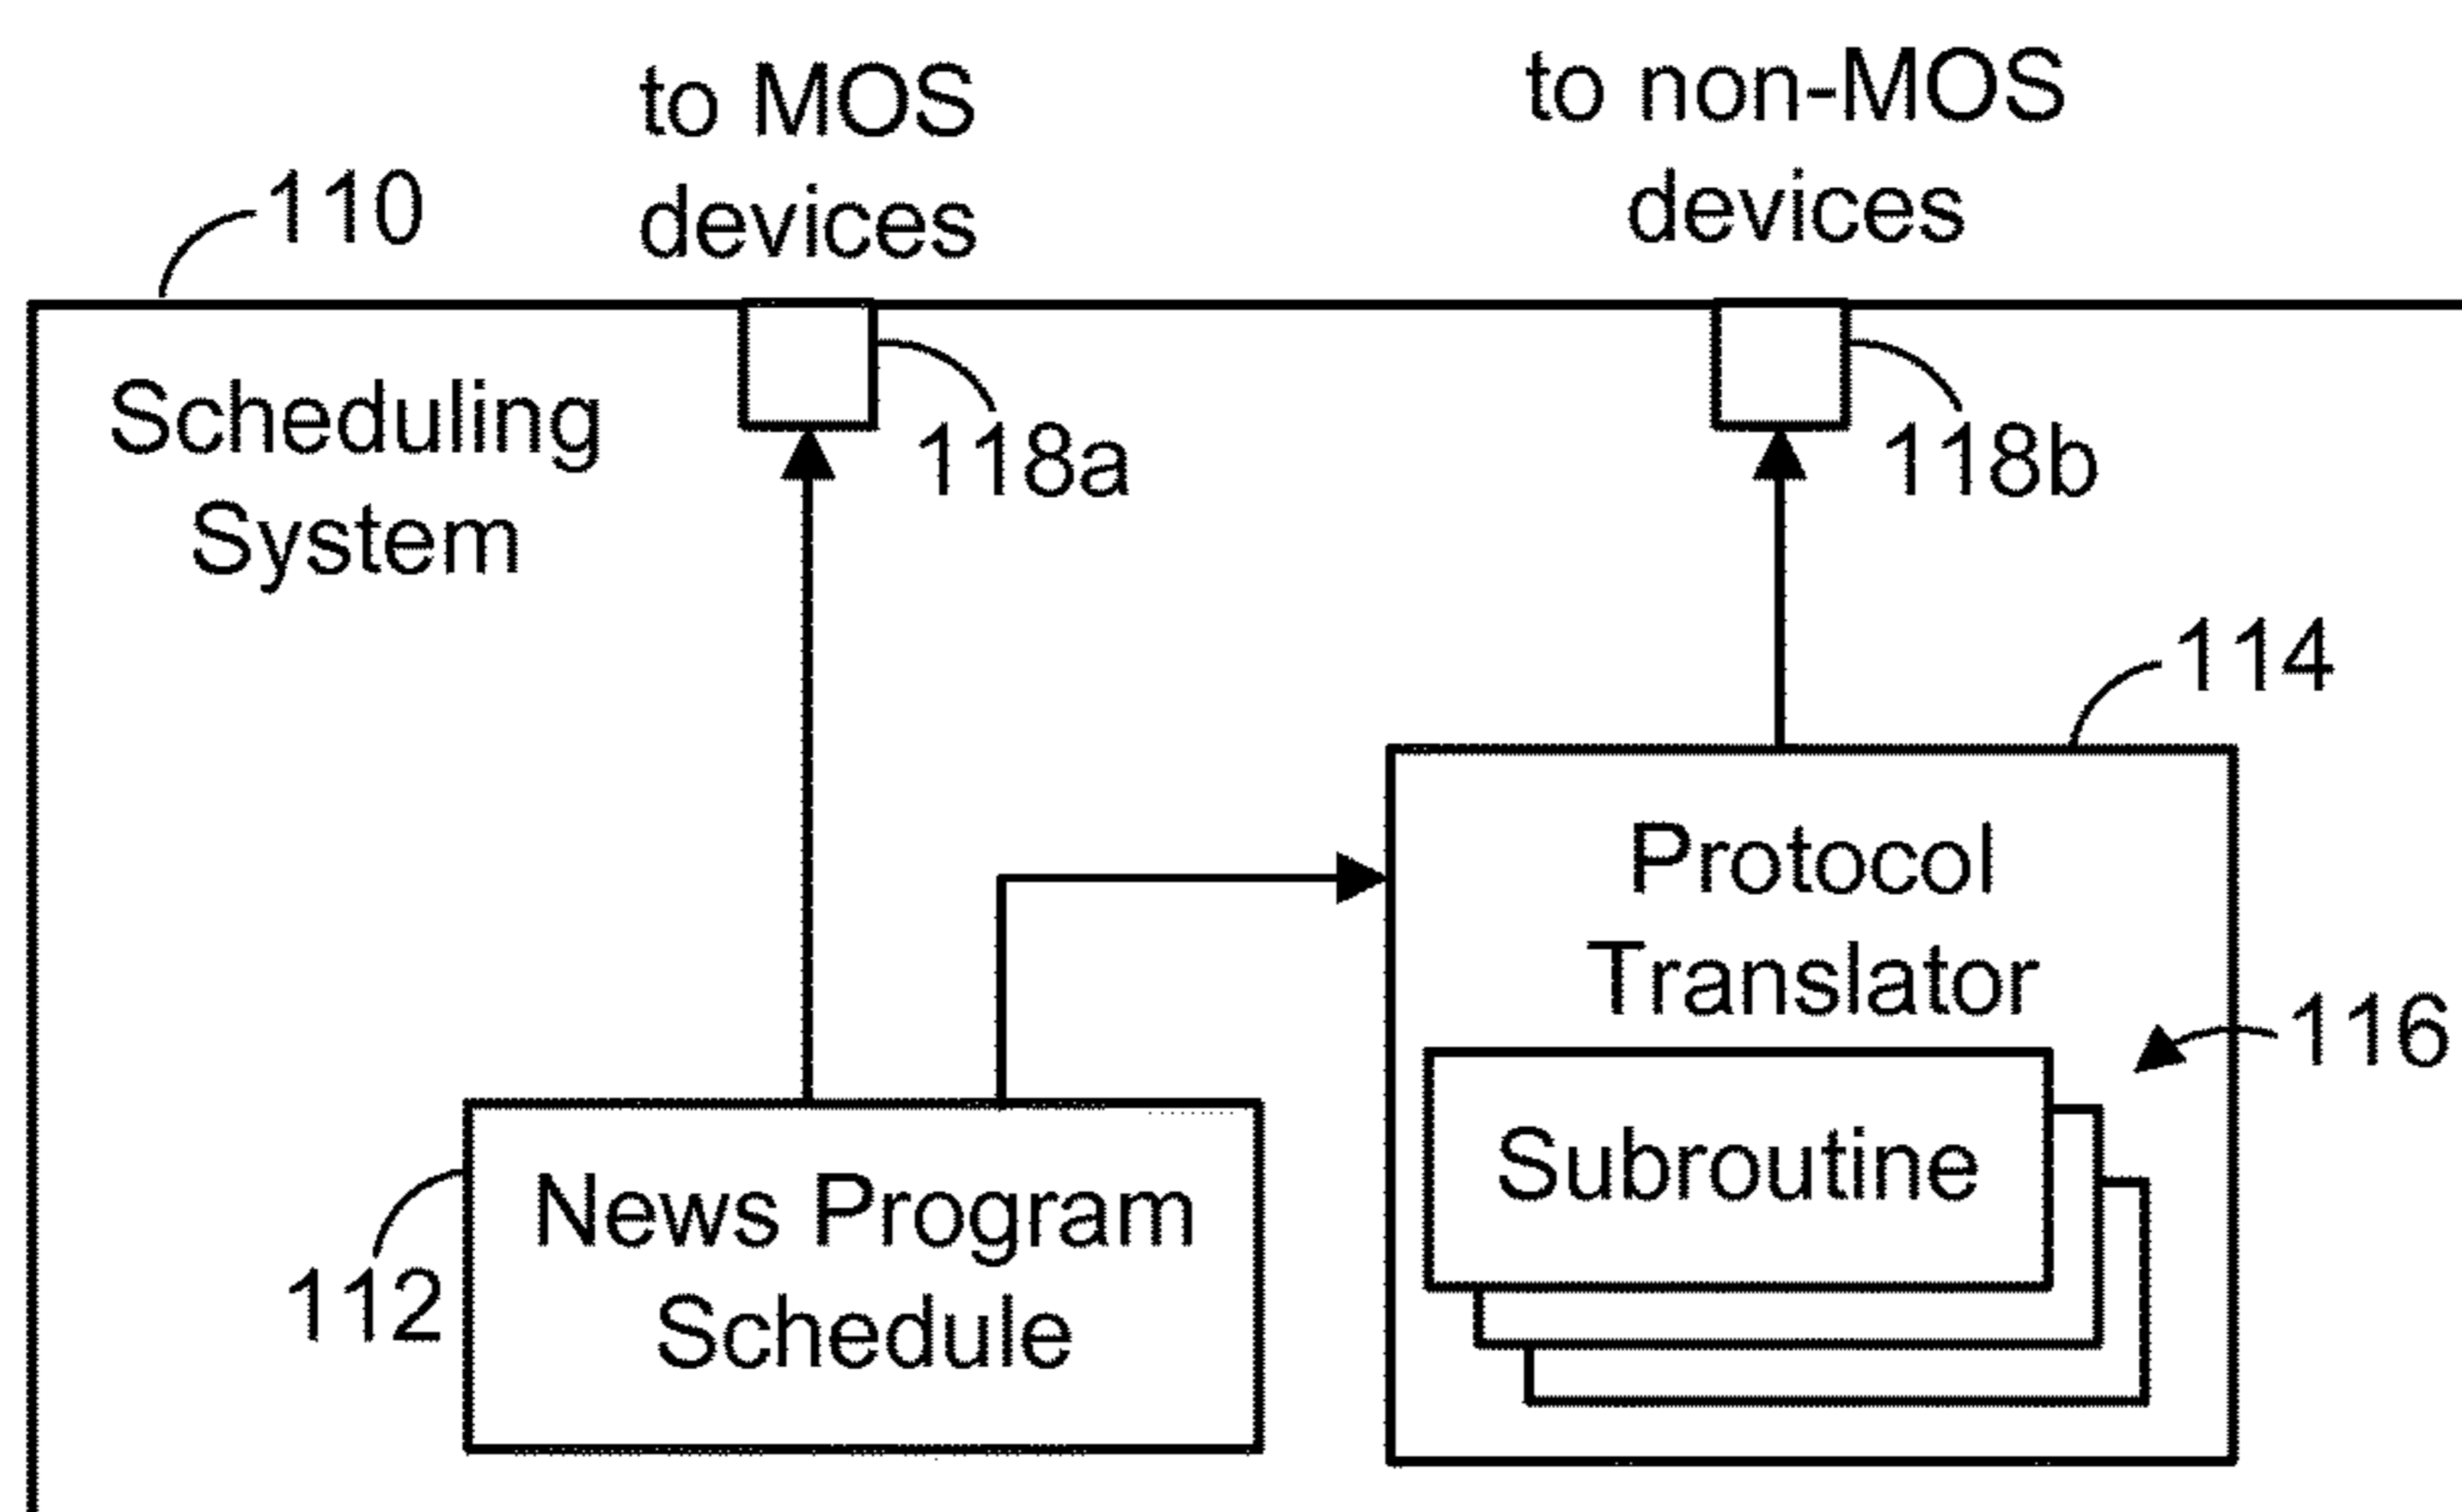 to MOS
devices
to non-MOS
devices
110
Scheduling
System
118a
118b
114
Protocol
Translator
116
Subroutine
News Program
Schedule
112